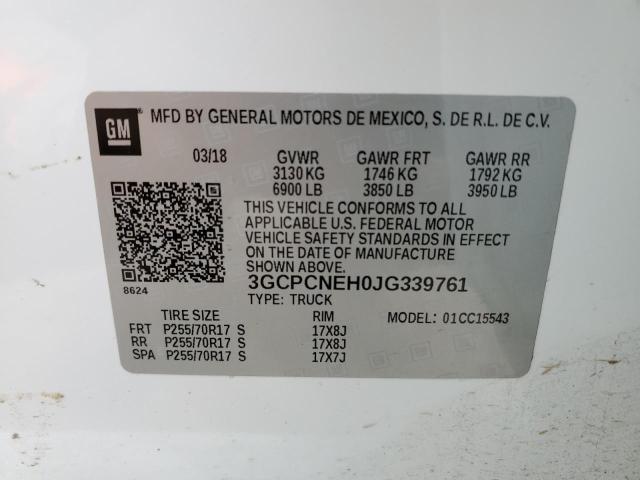 GM ® MFD BY GENERAL MOTORS DE MEXICO, S. DE R.L. DE C.V.
03/18 GVWR GAWR FRT GAWR RR
3130 KG 1746 KG 1792 KG
6900 LB 3850 LB 3950 LB
THIS VEHICLE CONFORMS TO ALL
APPLICABLE U.S. FEDERAL MOTOR
VEHICLE SAFETY STANDARDS IN EFFECT
ON THE DATE OF MANUFACTURE
SHOWN ABOVE.
8624
3GCPCNEH0JG339761
TYPE: TRUCK
TIRE SIZE RIM MODEL: 01CC15543
FRT P255/70R17 S 17X8J
RR P255/70R17 S 17X8J
SPA P255/70R17 S 17X7J